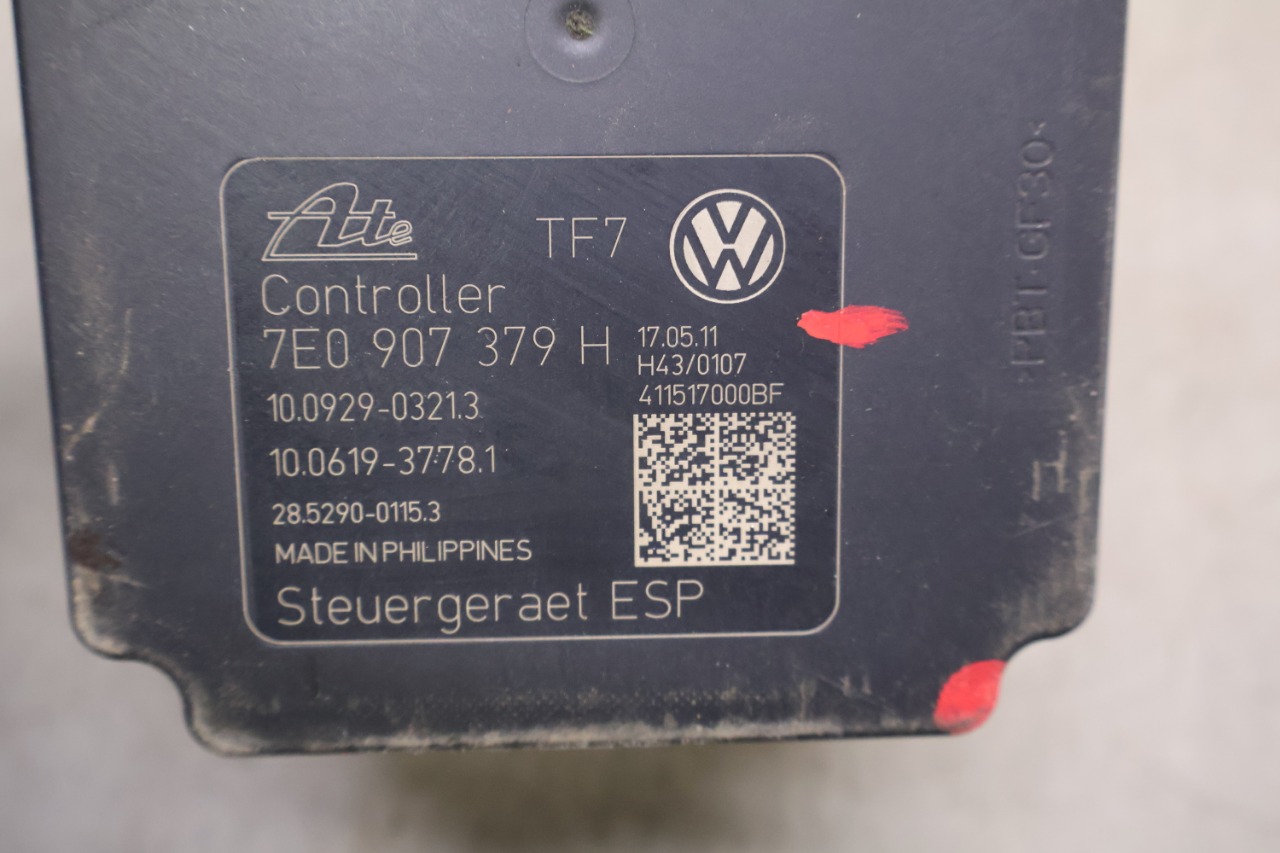 Ate TF7
Controller
7E0 907 379 H
17.05.11
H43/0107
411517000BF
10.0929-0321.3
10.0619-3778.1
28.5290-0115.3
MADE IN PHILIPPINES
Steuergeraet ESP
>PBT-GF30<